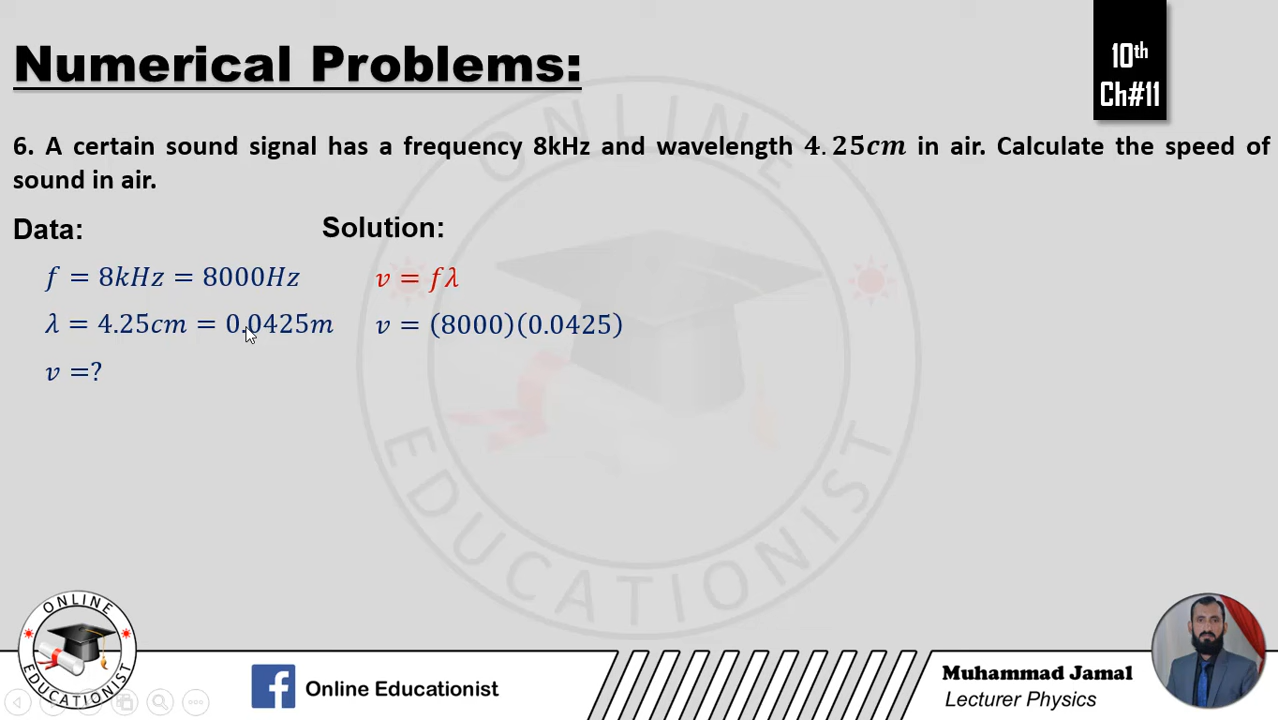 Numerical Problems:
10th
Ch#11
6. A certain sound signal has a frequency 8kHz and wavelength 4.25cm in air. Calculate the speed of
sound in air.
Data:
Solution:
f = 8kHz = 8000Hz
v = fλ
λ = 4.25cm = 0.0425m
v = (8000)(0.0425)
v =?
ONLINE
EDUCATIONIST
ONLINE
EDUCATIONIST
Online Educationist
Muhammad Jamal
Lecturer Physics